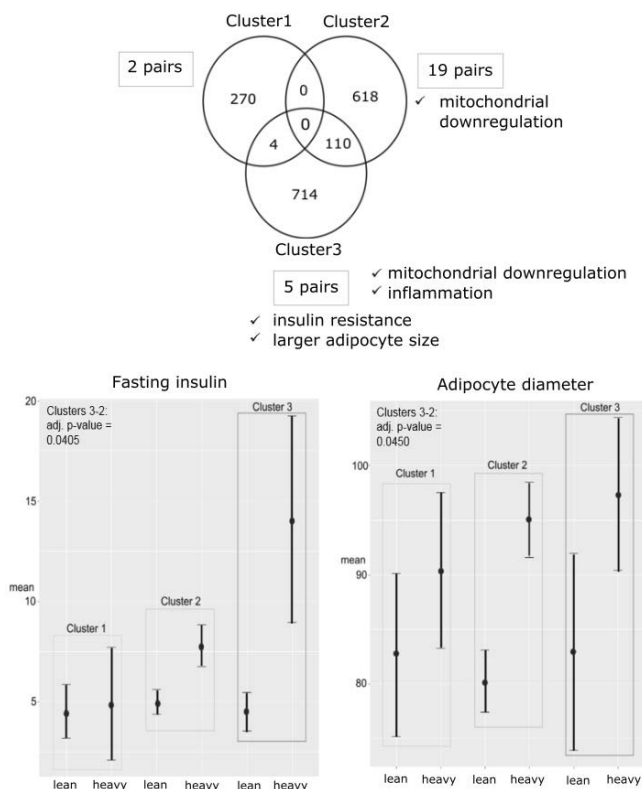 Cluster1
Cluster2
2 pairs
19 pairs
270
0
618
✓ mitochondrial
downregulation
0
4
110
714
Cluster3
5 pairs
✓ mitochondrial downregulation
✓ inflammation
✓ insulin resistance
✓ larger adipocyte size
Fasting insulin
20
Clusters 3-2:
adj. p-value =
0.0405
Cluster 3
15
mean
10
Cluster 2
Cluster 1
5
lean heavy lean heavy lean heavy
Adipocyte diameter
Clusters 3-2:
adj. p-value =
0.0450
Cluster 3
Cluster 2
Cluster 1
100
mean
90
80
lean heavy lean heavy lean heavy